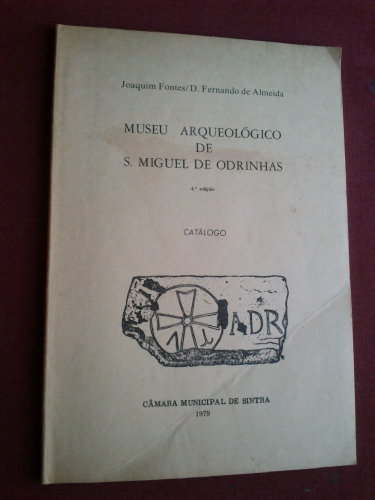 Joaquim Fontes/D. Fernando de Almeida
MUSEU ARQUEOLÓGICO
DE
S. MIGUEL DE ODRINHAS
4.ª edição
CATÁLOGO
ADR
CÂMARA MUNICIPAL DE SINTRA
1979